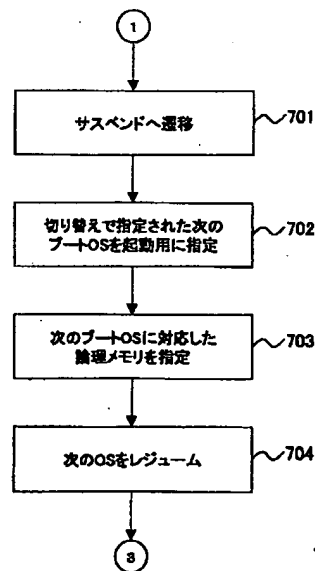 1
サスペンドへ遷移
701
切り替えで指定された次の
ブートOSを起動用に指定
702
次のブートOSに対応した
論理メモリを指定
703
次のOSをレジューム
704
3